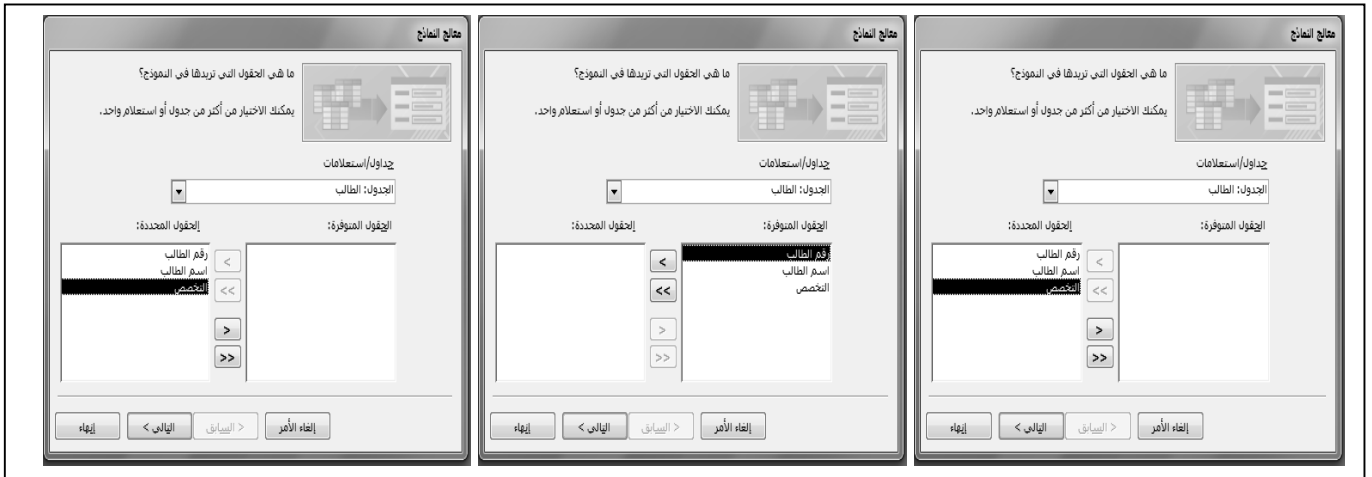 معالج النماذج
ما هي الحقول التي تريدها في النموذج؟
يمكنك الاختيار من أكثر من جدول أو استعلام واحد.
جداول/استعلامات
الجدول: الطالب
الحقول المتوفرة: الحقول المحددة:
رقم الطالب
اسم الطالب
التخصص
<
<<
>
>>
إلغاء الأمر < السابق التالي > إنهاء
معالج النماذج
ما هي الحقول التي تريدها في النموذج؟
يمكنك الاختيار من أكثر من جدول أو استعلام واحد.
جداول/استعلامات
الجدول: الطالب
الحقول المتوفرة: الحقول المحددة:
رقم الطالب
اسم الطالب
التخصص
<
<<
>
>>
إلغاء الأمر < السابق التالي > إنهاء
معالج النماذج
ما هي الحقول التي تريدها في النموذج؟
يمكنك الاختيار من أكثر من جدول أو استعلام واحد.
جداول/استعلامات
الجدول: الطالب
الحقول المتوفرة: الحقول المحددة:
رقم الطالب
اسم الطالب
التخصص
<
<<
>
>>
إلغاء الأمر < السابق التالي > إنهاء